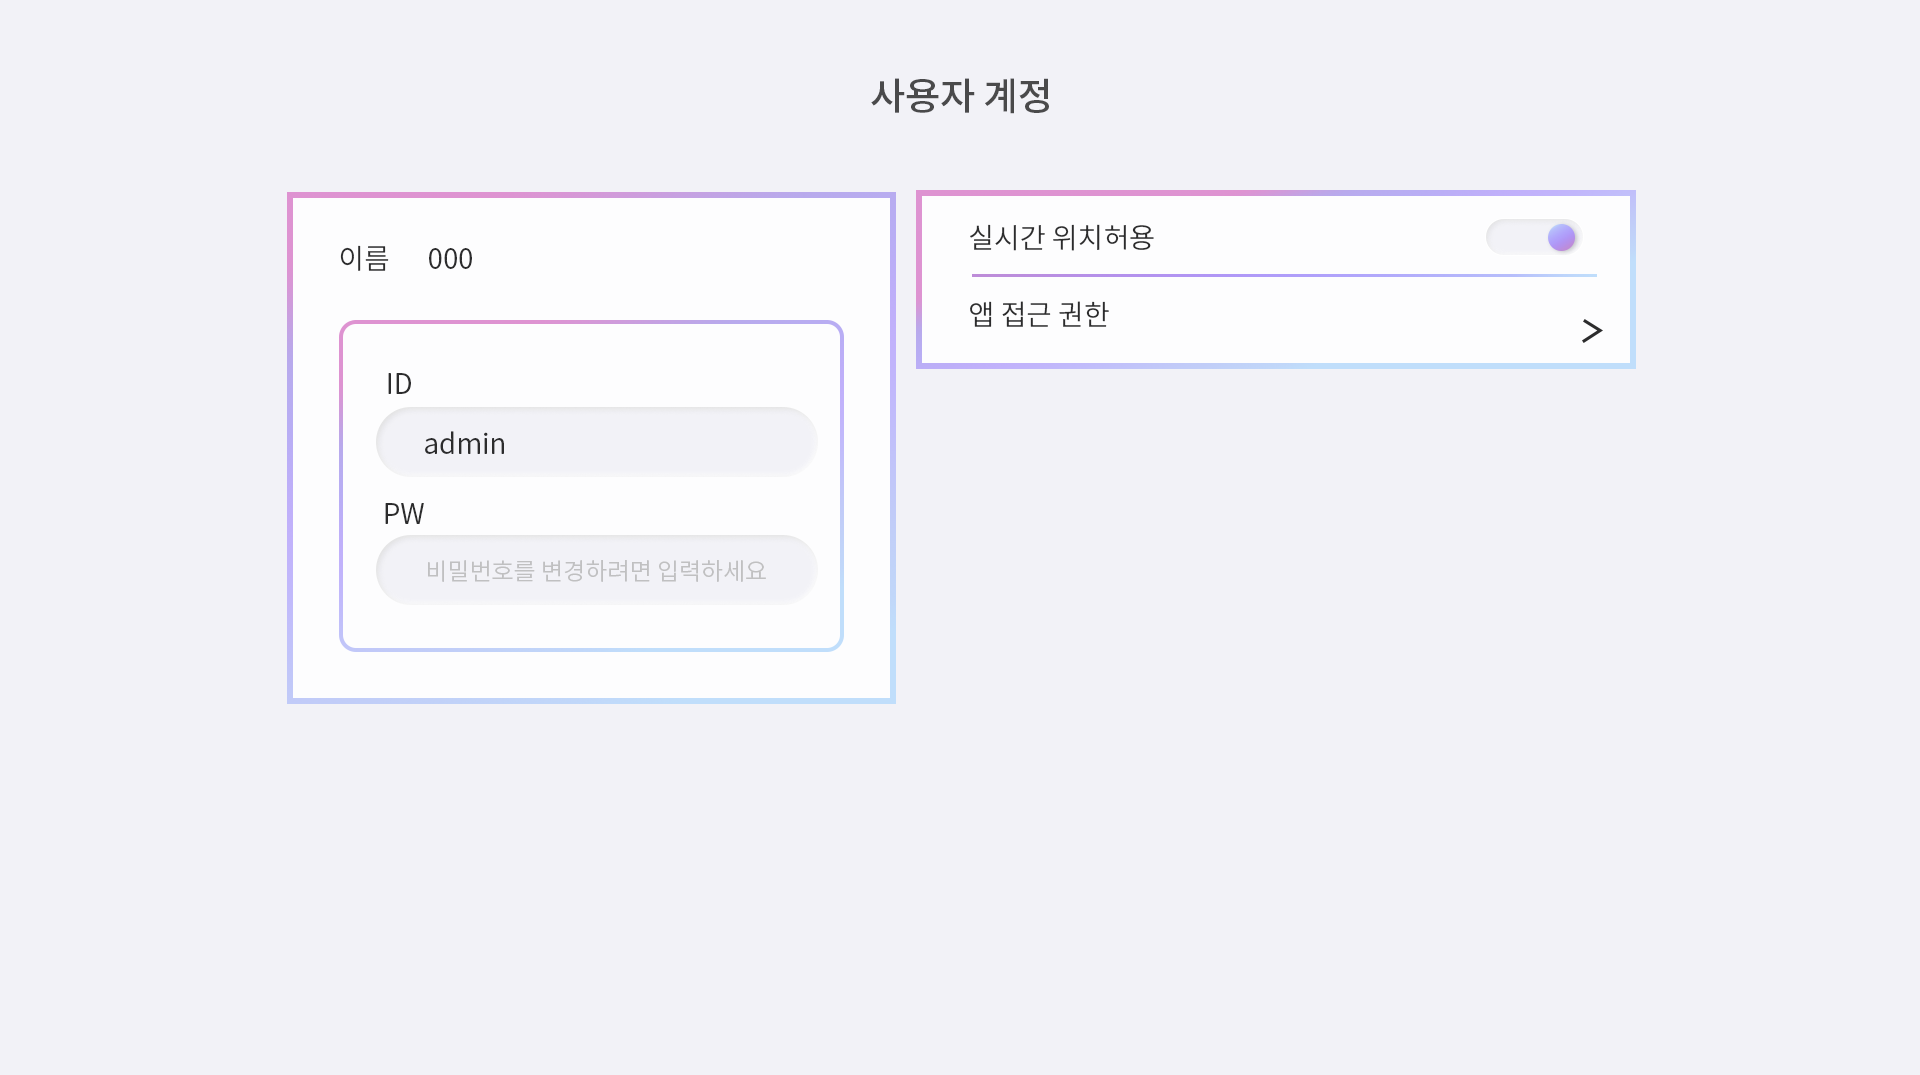 사용자 계정
이름 000
ID
admin
PW
비밀번호를 변경하려면 입력하세요
실시간 위치허용
앱 접근 권한
>